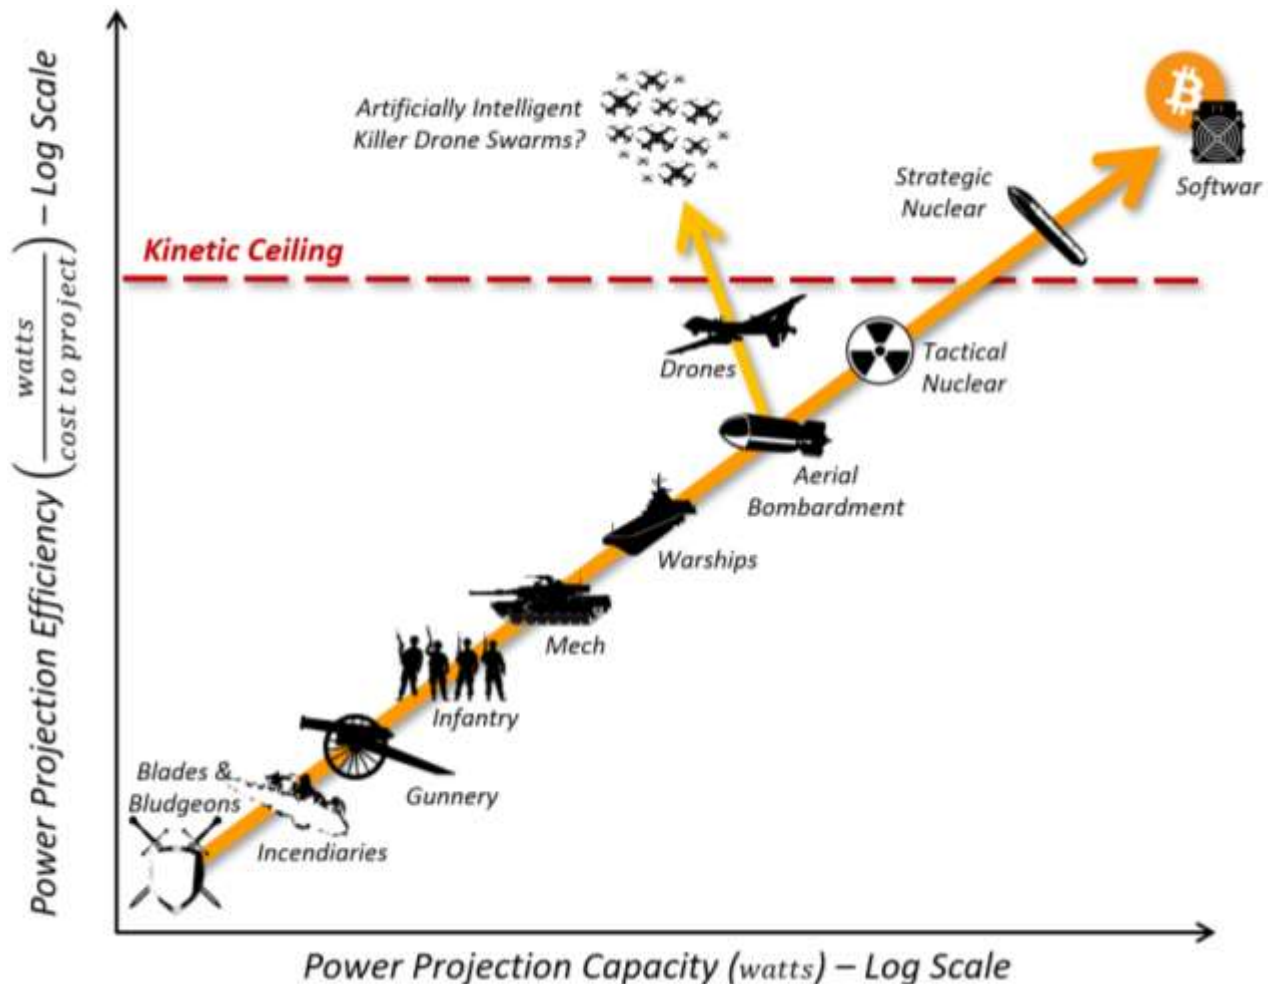 Power Projection Efficiency (watts / cost to project) – Log Scale
Artificially Intelligent
Killer Drone Swarms?
₿
Softwar
Strategic
Nuclear
Kinetic Ceiling
Drones
Tactical
Nuclear
Aerial
Bombardment
Warships
Mech
Infantry
Gunnery
Blades &
Bludgeons
Incendiaries
Power Projection Capacity (watts) – Log Scale